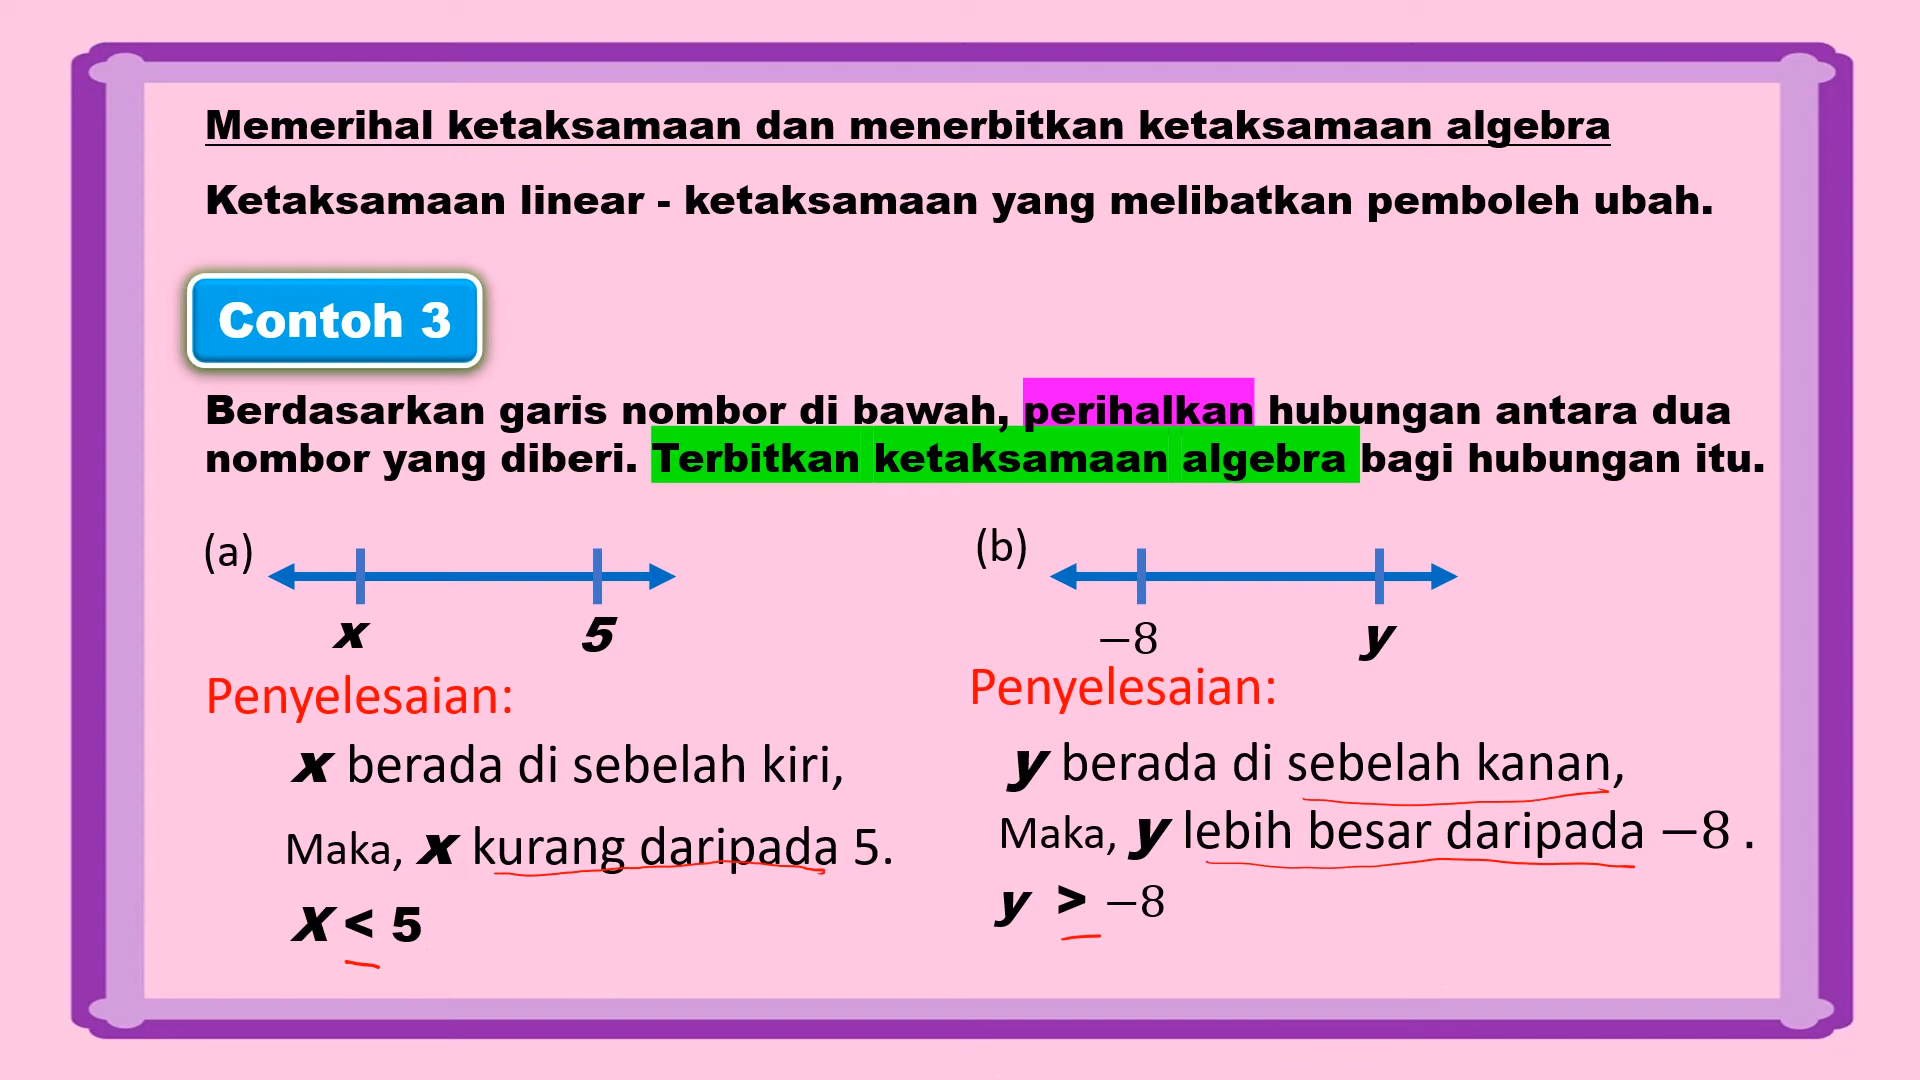 Memerihal ketaksamaan dan menerbitkan ketaksamaan algebra
Ketaksamaan linear - ketaksamaan yang melibatkan pemboleh ubah.
Contoh 3
Berdasarkan garis nombor di bawah, perihalkan hubungan antara dua
nombor yang diberi. Terbitkan ketaksamaan algebra bagi hubungan itu.
(a)
x 5
Penyelesaian:
x berada di sebelah kiri,
Maka, x kurang daripada 5.
X < 5
(b)
−8 y
Penyelesaian:
y berada di sebelah kanan,
Maka, y lebih besar daripada −8 .
y > −8